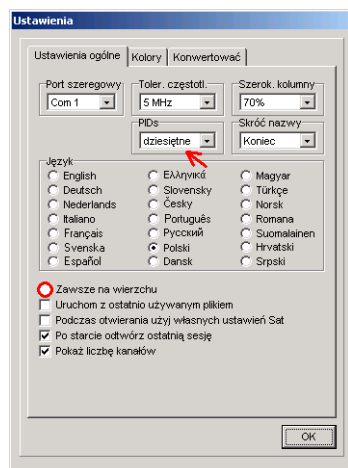 Ustawienia
Ustawienia ogólne Kolory Konwertować
Port szeregowy Toler. częstotl. Szerok. kolumny
Com 1 5 MHz 70%
PIDs Skróć nazwy
dziesiętne Koniec
Język
English Ελληνικά Magyar
Deutsch Slovensky Türkçe
Nederlands Česky Norsk
Italiano Português Romana
Français Русский Suomalainen
Svenska Polski Hrvatski
Español Dansk Srpski
Zawsze na wierzchu
Uruchom z ostatnio używanym plikiem
Podczas otwierania użyj własnych ustawień Sat
Po starcie odtwórz ostatnią sesję
Pokaż liczbę kanałów
OK